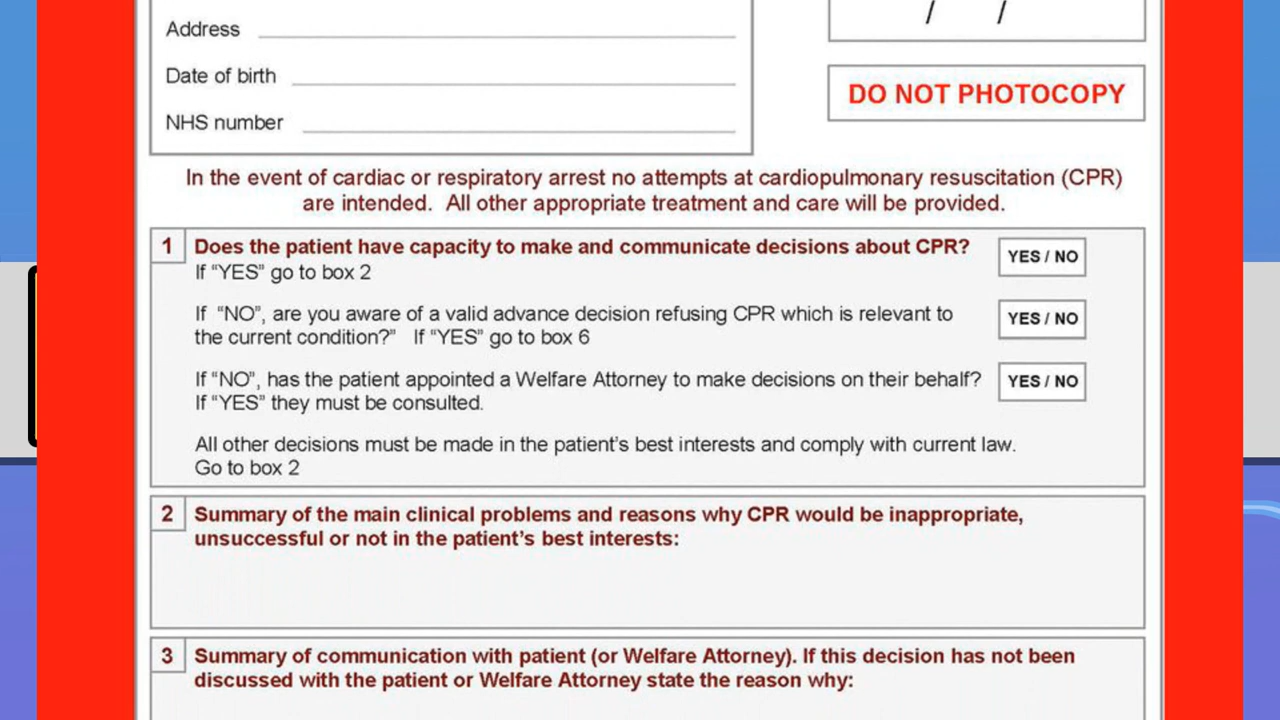 Address
/ /
Date of birth
DO NOT PHOTOCOPY
NHS number
In the event of cardiac or respiratory arrest no attempts at cardiopulmonary resuscitation (CPR)
are intended.  All other appropriate treatment and care will be provided.
1 Does the patient have capacity to make and communicate decisions about CPR? YES / NO
If “YES” go to box 2
If “NO”, are you aware of a valid advance decision refusing CPR which is relevant to YES / NO
the current condition?” If “YES” go to box 6
If “NO”, has the patient appointed a Welfare Attorney to make decisions on their behalf? YES / NO
If “YES” they must be consulted.
All other decisions must be made in the patient’s best interests and comply with current law.
Go to box 2
2 Summary of the main clinical problems and reasons why CPR would be inappropriate,
unsuccessful or not in the patient’s best interests:
3 Summary of communication with patient (or Welfare Attorney). If this decision has not been
discussed with the patient or Welfare Attorney state the reason why: